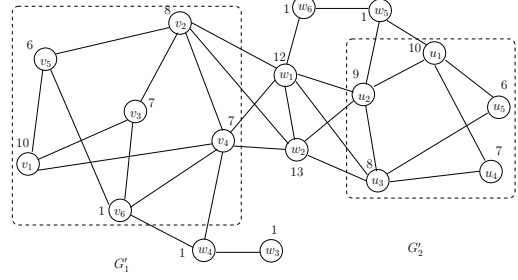 1 w₆
1 w₅
8 v₂
6 v₅
12 w₁
10 u₁
9 u₂
6 u₅
7 v₃
7 v₄
10 v₁
w₂ 13
8 u₃
7 u₄
1 v₆
1 w₄
1 w₃
G′₁
G′₂